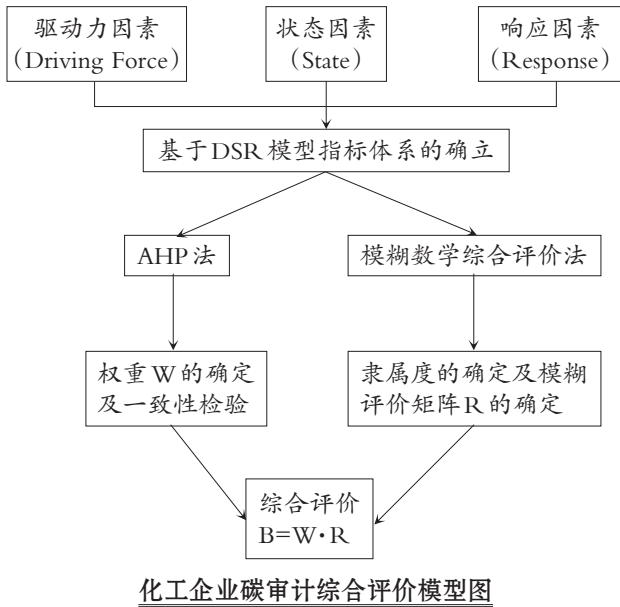 驱动力因素
（Driving Force）
状态因素
（State）
响应因素
（Response）
基于DSR模型指标体系的确立
AHP法
模糊数学综合评价法
权重W的确定
及一致性检验
隶属度的确定及模糊
评价矩阵R的确定
综合评价
B=W·R
化工企业碳审计综合评价模型图